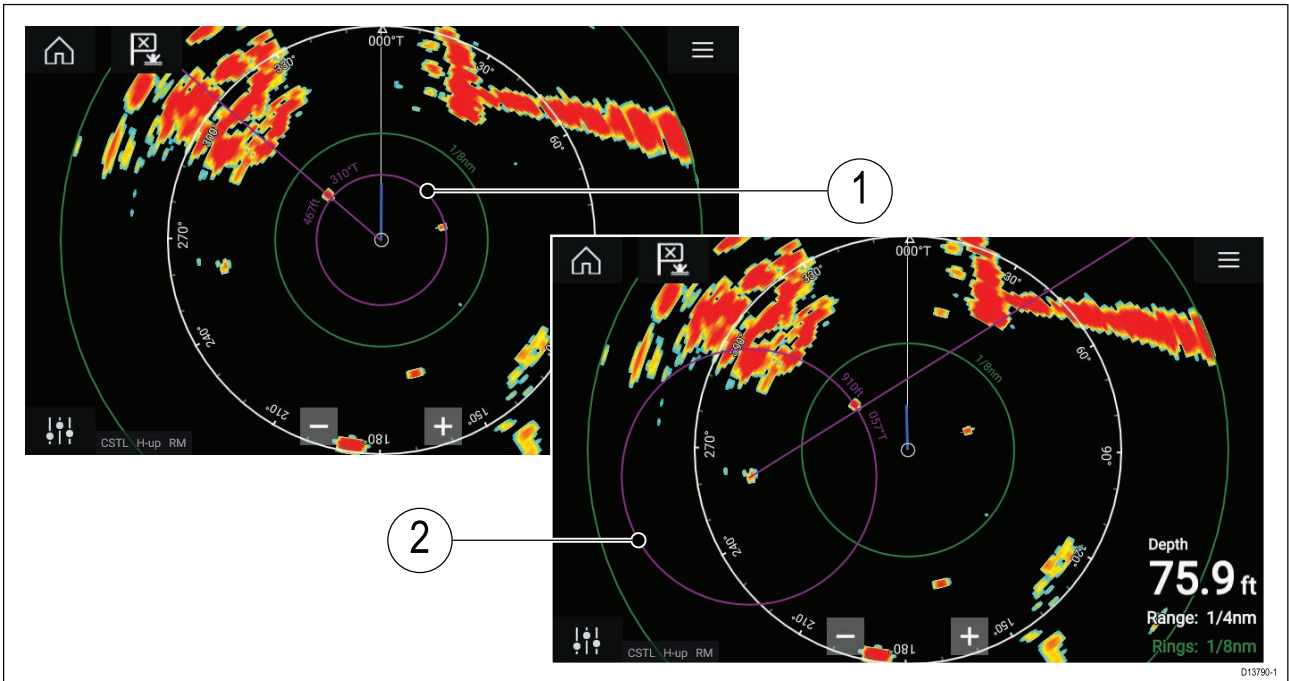 000°T
330°
30°
300°
60°
1/8nm
310°T
467ft
270°
240°
210°
150°
180
CSTL H-up RM
1
000°T
330°
30°
300°
60°
1/8nm
910ft
057°T
270°
90°
240°
120°
210°
150°
180
CSTL H-up RM
2
Depth
75.9 ft
Range: 1/4nm
Rings: 1/8nm
D13790-1